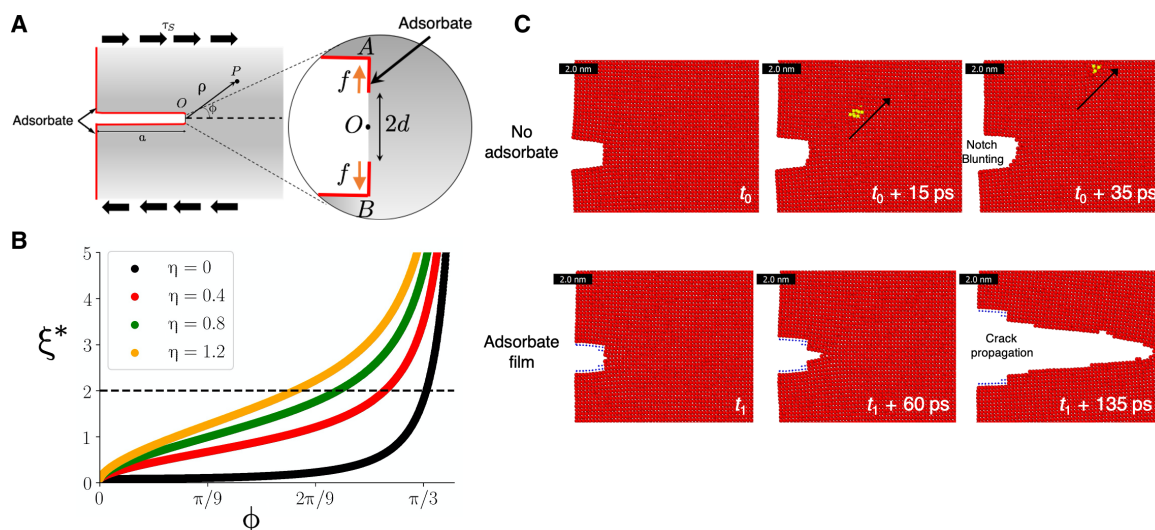 A
τ_S
Adsorbate
P
ρ
O
ϕ
Adsorbate
a
A
f
O
2d
f
B
B
5
4
3
2
1
0
ξ*
η = 0
η = 0.4
η = 0.8
η = 1.2
0
π/9
2π/9
π/3
ϕ
C
No
adsorbate
2.0 nm
t₀
2.0 nm
t₀ + 15 ps
2.0 nm
Notch
Blunting
t₀ + 35 ps
Adsorbate
film
2.0 nm
t₁
2.0 nm
t₁ + 60 ps
2.0 nm
Crack
propagation
t₁ + 135 ps